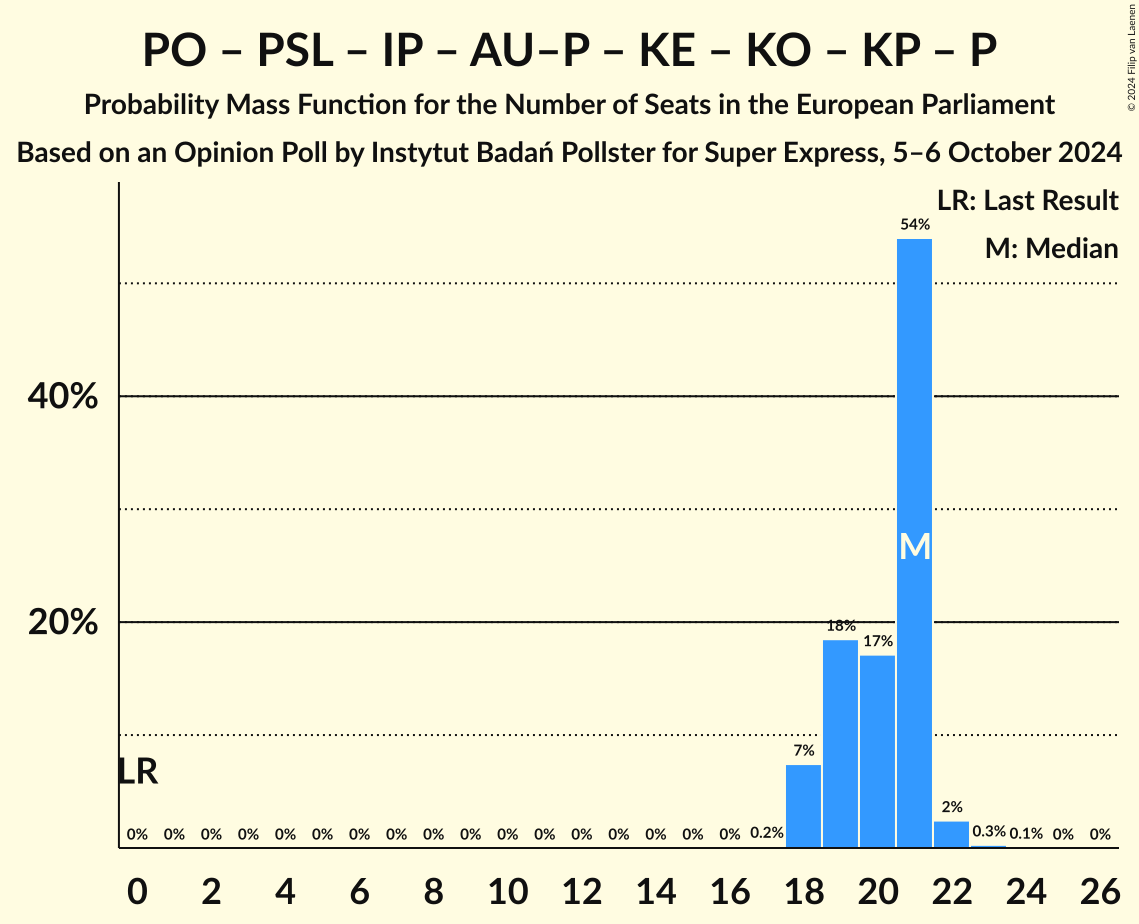 PO – PSL – IP – AU–P – KE – KO – KP – P
Probability Mass Function for the Number of Seats in the European Parliament
Based on an Opinion Poll by Instytut Badań Pollster for Super Express, 5–6 October 2024
© 2024 Filip van Laenen
LR: Last Result
M: Median
54%
40%
M
20%
18%
17%
7%
LR
2%
0% 0% 0% 0% 0% 0% 0% 0% 0% 0% 0% 0% 0% 0% 0% 0% 0% 0.2% 0.3% 0.1% 0% 0%
0 2 4 6 8 10 12 14 16 18 20 22 24 26